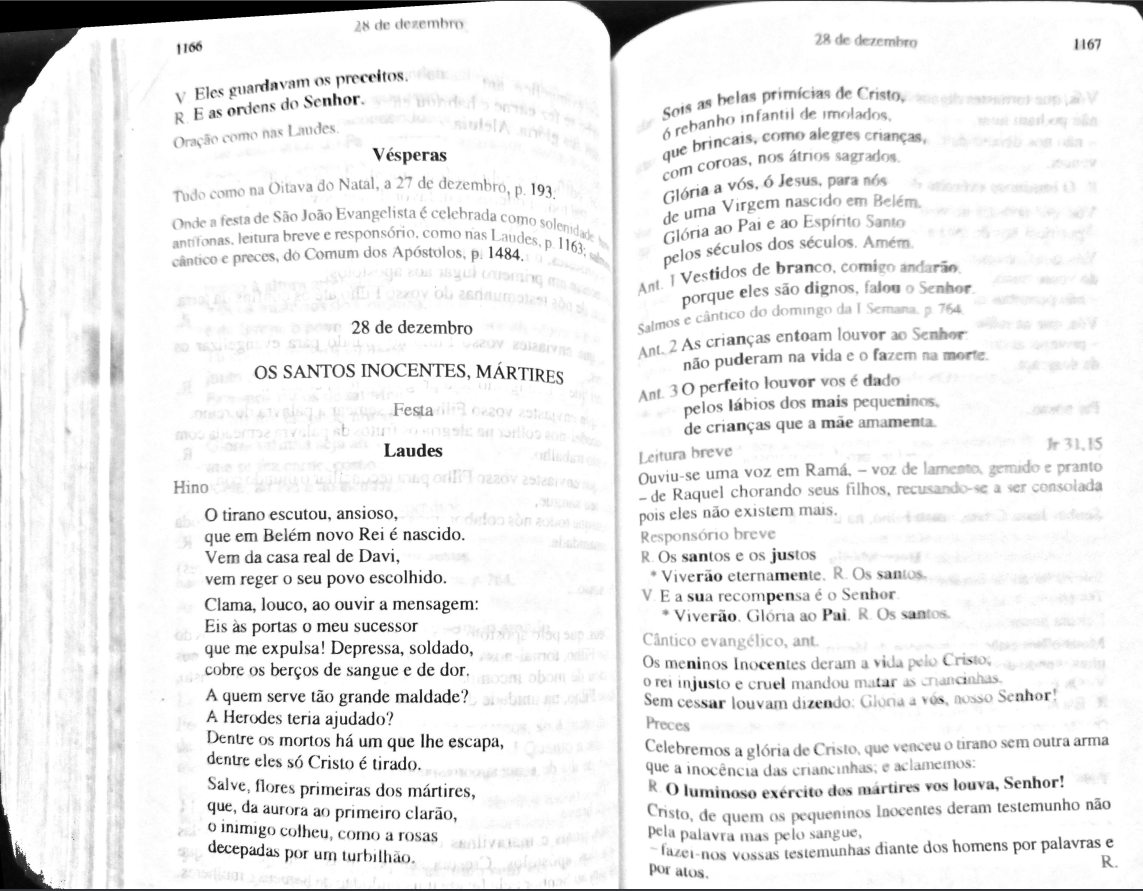 28 de dezembro
1166
V Eles guardavam os preceitos.
R. E as ordens do Senhor.
Oração como nas Laudes.
Vésperas
Tudo como na Oitava do Natal, a 27 de dezembro, p. 193.
Onde a festa de São João Evangelista é celebrada como solenidade
antífonas, leitura breve e responsório, como nas Laudes, p. 1163; salmos
cântico e preces, do Comum dos Apóstolos, p. 1484.
28 de dezembro
OS SANTOS INOCENTES, MÁRTIRES
Festa
Laudes
Hino
O tirano escutou, ansioso,
que em Belém novo Rei é nascido.
Vem da casa real de Davi,
vem reger o seu povo escolhido.
Clama, louco, ao ouvir a mensagem:
Eis às portas o meu sucessor
que me expulsa! Depressa, soldado,
cobre os berços de sangue e de dor.
A quem serve tão grande maldade?
A Herodes teria ajudado?
Dentre os mortos há um que lhe escapa,
dentre eles só Cristo é tirado.
Salve, flores primeiras dos mártires,
que, da aurora ao primeiro clarão,
o inimigo colheu, como a rosas
decepadas por um turbilhão.
28 de dezembro
1167
Sois as belas primícias de Cristo,
ó rebanho infantil de imolados,
que brincais, como alegres crianças,
com coroas, nos átrios sagrados.
Glória a vós, ó Jesus, para nós
de uma Virgem nascido em Belém.
Glória ao Pai e ao Espírito Santo
pelos séculos dos séculos. Amém.
Ant. 1 Vestidos de branco, comigo andarão,
porque eles são dignos, falou o Senhor.
Salmos e cântico do domingo da I Semana, p. 764.
Ant. 2 As crianças entoam louvor ao Senhor:
não puderam na vida e o fazem na morte.
Ant. 3 O perfeito louvor vos é dado
pelos lábios dos mais pequeninos,
de crianças que a mãe amamenta.
Leitura breve Jr 31,15
Ouviu-se uma voz em Ramá, – voz de lamento, gemido e pranto
– de Raquel chorando seus filhos, recusando-se a ser consolada
pois eles não existem mais.
Responsório breve
R. Os santos e os justos
* Viverão eternamente. R. Os santos.
V. E a sua recompensa é o Senhor.
* Viverão. Glória ao Pai. R. Os santos.
Cântico evangélico, ant.
Os meninos Inocentes deram a vida pelo Cristo;
o rei injusto e cruel mandou matar as criancinhas.
Sem cessar louvam dizendo: Glória a vós, nosso Senhor!
Preces
Celebremos a glória de Cristo, que venceu o tirano sem outra arma
que a inocência das criancinhas; e aclamemos:
R. O luminoso exército dos mártires vos louva, Senhor!
Cristo, de quem os pequeninos Inocentes deram testemunho não
pela palavra mas pelo sangue,
– fazei-nos vossas testemunhas diante dos homens por palavras e
por atos. R.